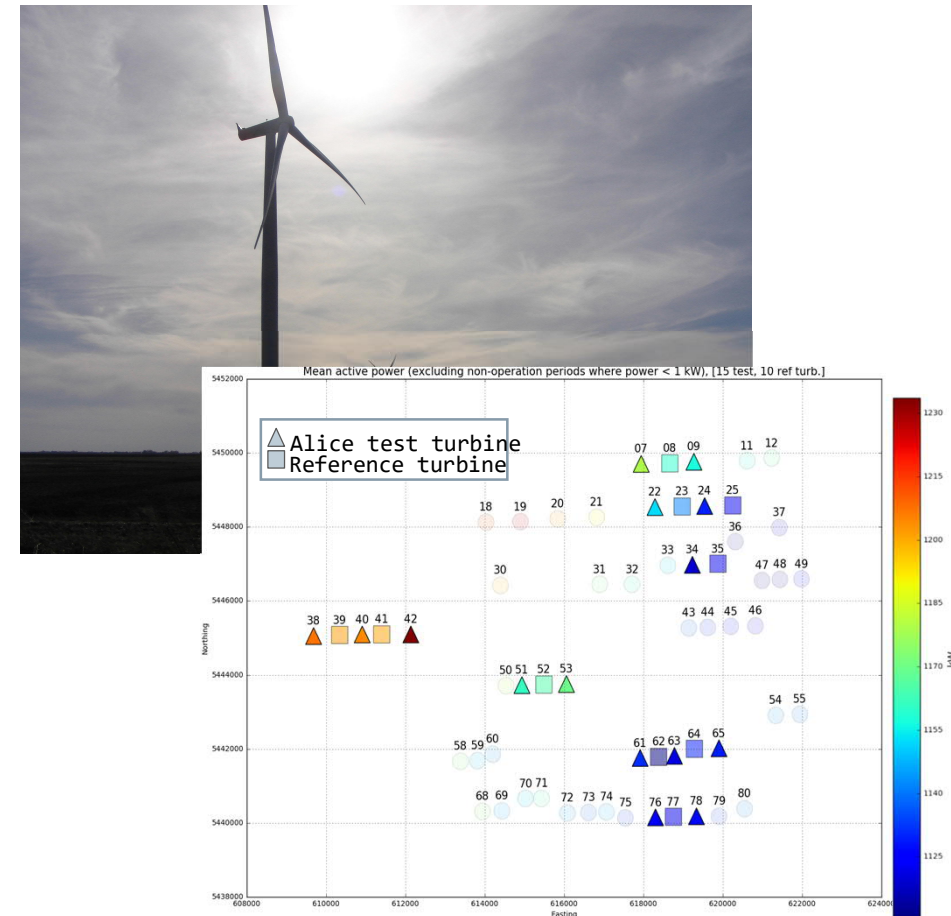 Mean active power (excluding non-operation periods where power < 1 kW), [15 test, 10 ref turb.]
5452000
Alice test turbine
Reference turbine
07 08 09 11 12
5450000
22 23 24 25
18 19 20 21
36 37
5448000
33 34 35
30 31 32 47 48 49
5446000
38 39 40 41 42
43 44 45 46
5444000
50 51 52 53
54 55
5442000
58 59 60
61 62 63 64 65
70 71
68 69 72 73 74 75 76 77 78 79 80
5440000
5438000
608000 610000 612000 614000 616000 618000 620000 622000 624000
Easting
Northing
1230
1215
1200
1185
1170
1155
1140
1125
kW